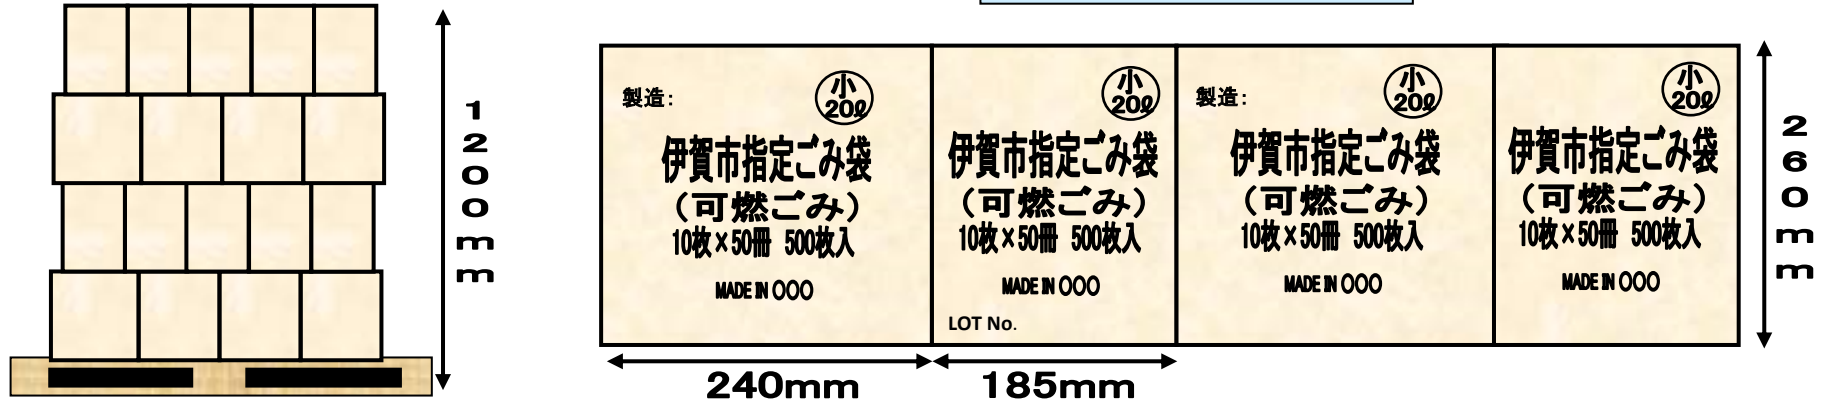 1200mm
製造:
小
20ℓ
伊賀市指定ごみ袋
(可燃ごみ)
10枚×50冊 500枚入
MADE IN 〇〇〇
小
20ℓ
伊賀市指定ごみ袋
(可燃ごみ)
10枚×50冊 500枚入
MADE IN 〇〇〇
LOT No.
製造:
小
20ℓ
伊賀市指定ごみ袋
(可燃ごみ)
10枚×50冊 500枚入
MADE IN 〇〇〇
小
20ℓ
伊賀市指定ごみ袋
(可燃ごみ)
10枚×50冊 500枚入
MADE IN 〇〇〇
260mm
240mm
185mm